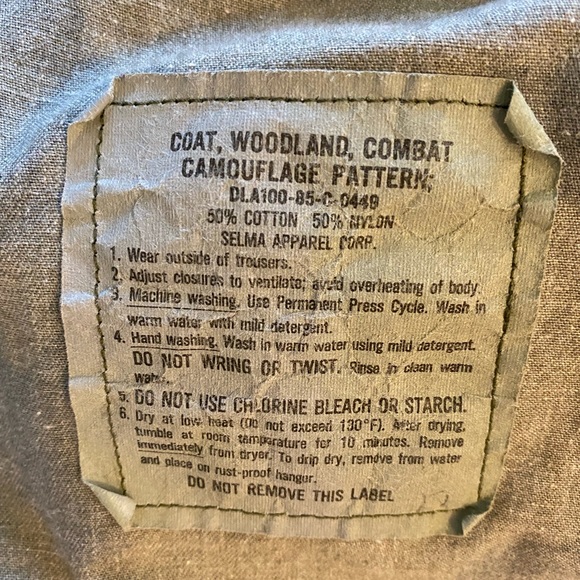 COAT, WOODLAND, COMBAT
CAMOUFLAGE PATTERN;
DLA100-85-C-0449
50% COTTON 50% NYLON
SELMA APPAREL CORP.
1. Wear outside of trousers.
2. Adjust closures to ventilate; avoid overheating of body.
3. Machine washing. Use Permanent Press Cycle. Wash in
warm water with mild detergent.
4. Hand washing. Wash in warm water using mild detergent.
DO NOT WRING OR TWIST. Rinse in clean warm
water.
5. DO NOT USE CHLORINE BLEACH OR STARCH.
6. Dry at low heat (Do not exceed 130°F). After drying,
tumble at room temperature for 10 minutes. Remove
immediately from dryer. To drip dry, remove from water
and place on rust-proof hanger.
DO NOT REMOVE THIS LABEL